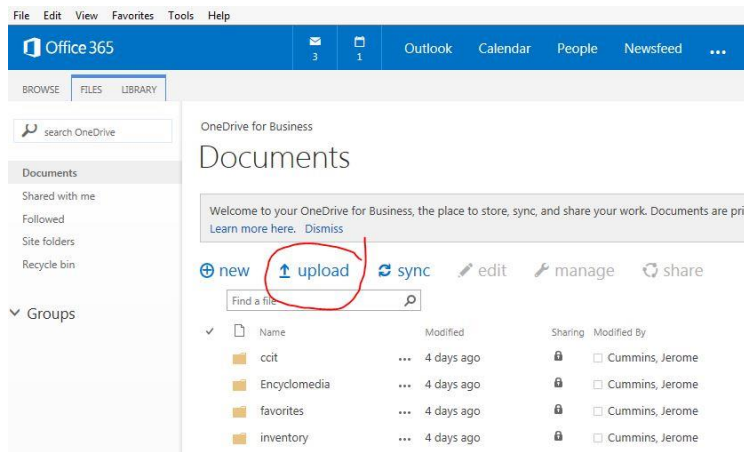 File Edit View Favorites Tools Help
Office 365
3
1
Outlook Calendar People Newsfeed ...
BROWSE FILES LIBRARY
search OneDrive
Documents
Shared with me
Followed
Site folders
Recycle bin
Groups
OneDrive for Business
Documents
Welcome to your OneDrive for Business, the place to store, sync, and share your work. Documents are pri
Learn more here. Dismiss
new upload sync edit manage share
Find a file
Name Modified Sharing Modified By
ccit ... 4 days ago Cummins, Jerome
Encyclomedia ... 4 days ago Cummins, Jerome
favorites ... 4 days ago Cummins, Jerome
inventory ... 4 days ago Cummins, Jerome